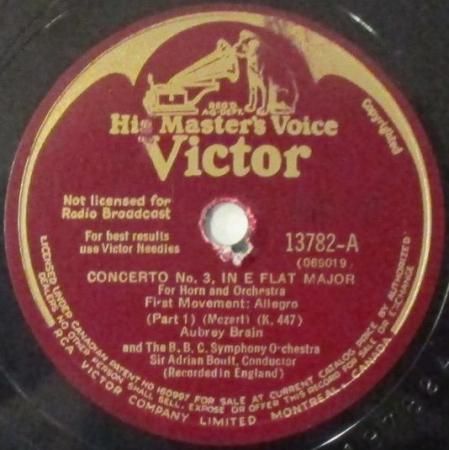 REG'D
AG-DEPT.
His Master's Voice
Victor
Copyrighted
Not licensed for
Radio Broadcast
For best results
use Victor Needles
13782-A
(065019
CONCERTO No. 3, IN E FLAT MAJOR
For Horn and Orchestra
First Movement: Allegro
(Part 1) (Mozart) (K. 447)
Aubrey Brain
and The B.B.C. Symphony Orchestra
Sir Adrian Boult, Conductor
(Recorded in England)
LICENSED UNDER CANADIAN PATENT NO 160997 FOR SALE AT CURRENT CATALOG PRICE BY AUTHORIZED
DEALERS NO OTHER PERSON SHALL SELL, EXPOSE OR OFFER THIS RECORD FOR SALE OR EXCHANGE
RCA VICTOR COMPANY LIMITED MONTREAL-CANADA